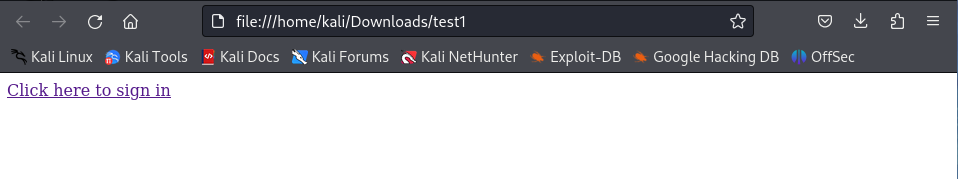 file:///home/kali/Downloads/test1
Kali Linux Kali Tools Kali Docs Kali Forums Kali NetHunter Exploit-DB Google Hacking DB OffSec
Click here to sign in